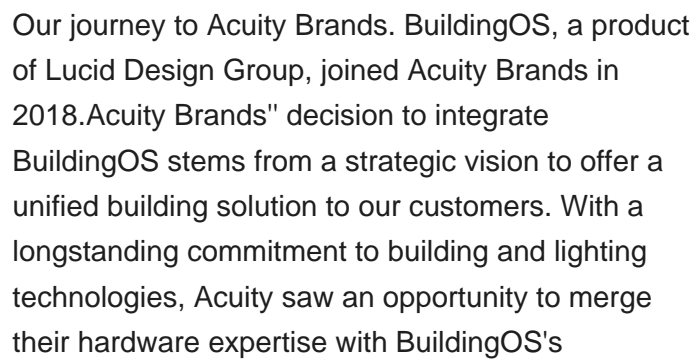 Our journey to Acuity Brands. BuildingOS, a product
of Lucid Design Group, joined Acuity Brands in
2018.Acuity Brands" decision to integrate
BuildingOS stems from a strategic vision to offer a
unified building solution to our customers. With a
longstanding commitment to building and lighting
technologies, Acuity saw an opportunity to merge
their hardware expertise with BuildingOS's